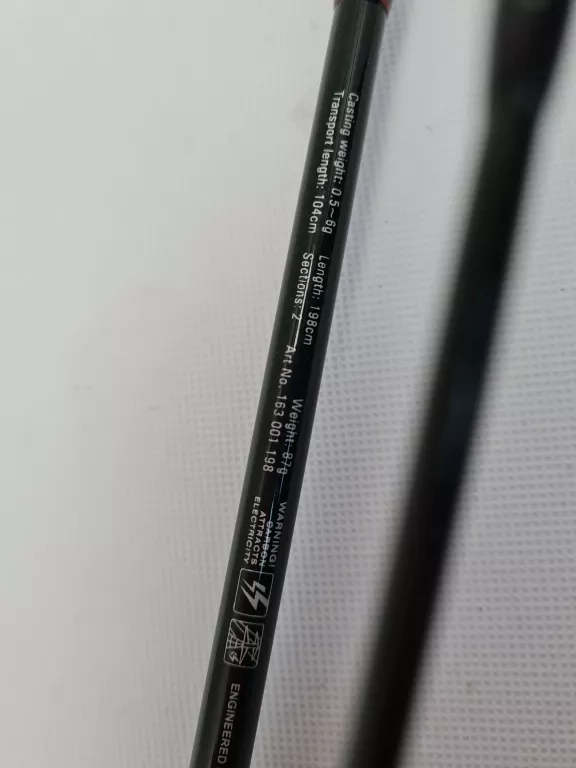 Casting weight: 0.5~6g
Transport length: 104cm
Length: 198cm
Sections: 2
Weight: 87g
Art No. 163 001 198
WARNING!
CARBON
ATTRACTS
ELECTRICITY
ENGINEERED